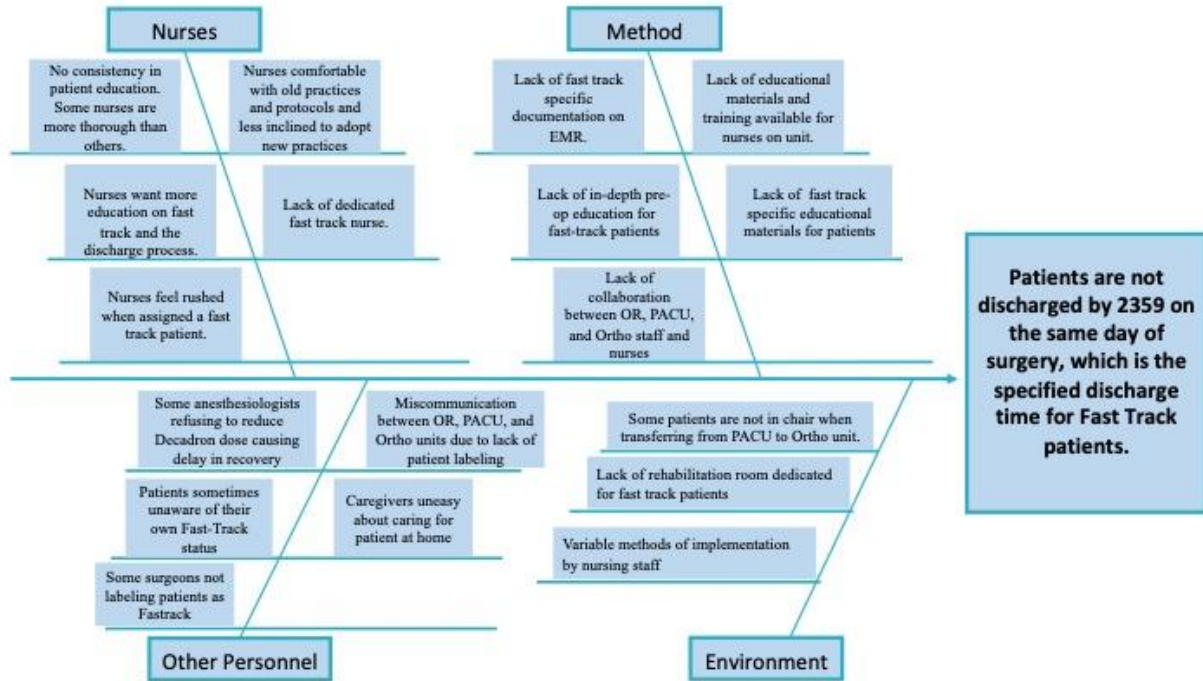 Nurses
No consistency in
patient education.
Some nurses are
more thorough than
others.
Nurses comfortable
with old practices
and protocols and
less inclined to adopt
new practices
Nurses want more
education on fast
track and the
discharge process.
Lack of dedicated
fast track nurse.
Nurses feel rushed
when assigned a fast
track patient.
Method
Lack of fast track
specific
documentation on
EMR.
Lack of educational
materials and
training available for
nurses on unit.
Lack of in-depth pre-
op education for
fast-track patients
Lack of fast track
specific educational
materials for patients
Lack of
collaboration
between OR, PACU,
and Ortho staff and
nurses
Patients are not
discharged by 2359 on
the same day of
surgery, which is the
specified discharge
time for Fast Track
patients.
Some anesthesiologists
refusing to reduce
Decadron dose causing
delay in recovery
Miscommunication
between OR, PACU, and
Ortho units due to lack of
patient labeling
Patients sometimes
unaware of their
own Fast-Track
status
Caregivers uneasy
about caring for
patient at home
Some surgeons not
labeling patients as
Fastrack
Other Personnel
Some patients are not in chair when
transferring from PACU to Ortho unit.
Lack of rehabilitation room dedicated
for fast track patients
Variable methods of implementation
by nursing staff
Environment